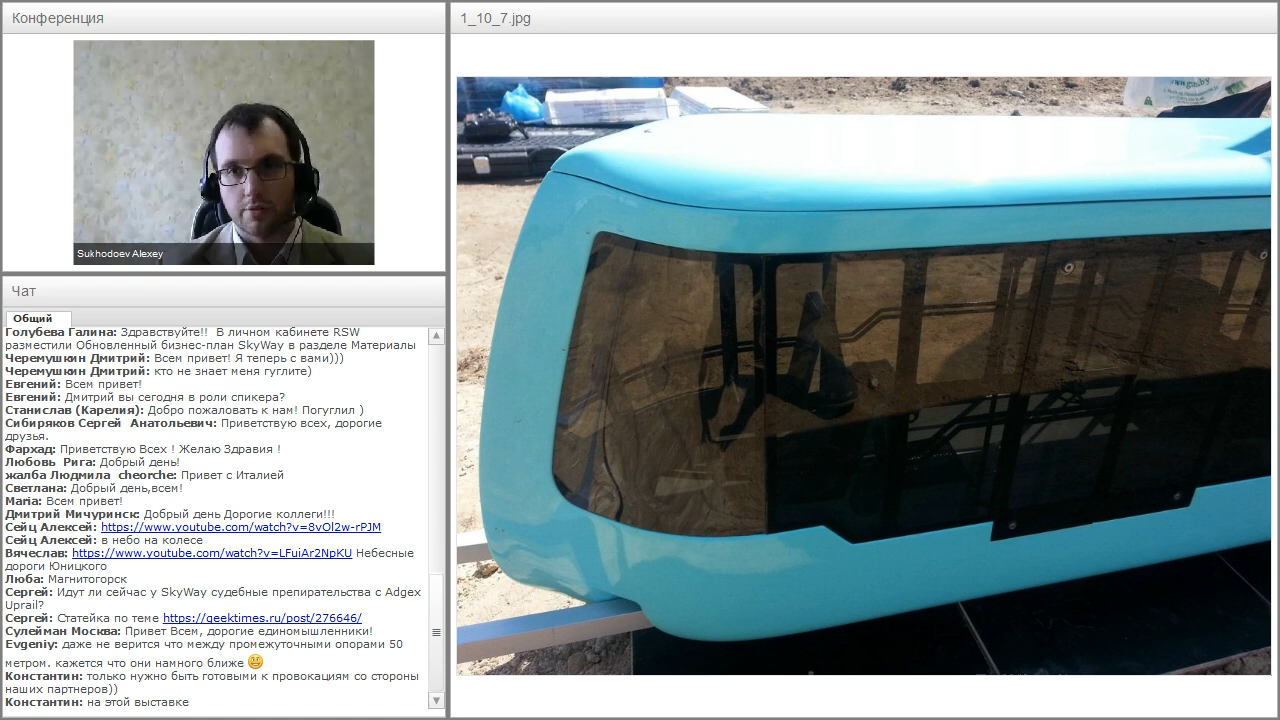 Конференция
1_10_7.jpg
Sukhodoev Alexey
Чат
Общий
Голубева Галина: Здравствуйте!! В личном кабинете RSW
разместили Обновленный бизнес-план SkyWay в разделе Материалы
Черемушкин Дмитрий: Всем привет! Я теперь с вами)))
Черемушкин Дмитрий: кто не знает меня гуглите)
Евгений: Всем привет!
Евгений: Дмитрий вы сегодня в роли спикера?
Станислав (Карелия): Добро пожаловать к нам! Погуглил )
Сибиряков Сергей Анатольевич: Приветствую всех, дорогие
друзья.
Фархад: Приветствую Всех ! Желаю Здравия !
Любовь Рига: Добрый день!
жалба Людмила cheorche: Привет с Италией
Светлана: Добрый день,всем!
Maria: Всем привет!
Дмитрий Мичуринск: Добрый день Дорогие коллеги!!!
Сейц Алексей: https://www.youtube.com/watch?v=8vOl2w-rPJM
Сейц Алексей: в небо на колесе
Вячеслав: https://www.youtube.com/watch?v=LFuiAr2NpKU Небесные
дороги Юницкого
Люба: Магнитогорск
Сергей: Идут ли сейчас у SkyWay судебные препирательства с Adgex
Uprail?
Сергей: Статейка по теме https://geektimes.ru/post/276646/
Сулейман Москва: Привет Всем, дорогие единомышленники!
Evgeniy: даже не верится что между промежуточными опорами 50
метром. кажется что они намного ближе
Константин: только нужно быть готовыми к провокациям со стороны
наших партнеров))
Константин: на этой выставке